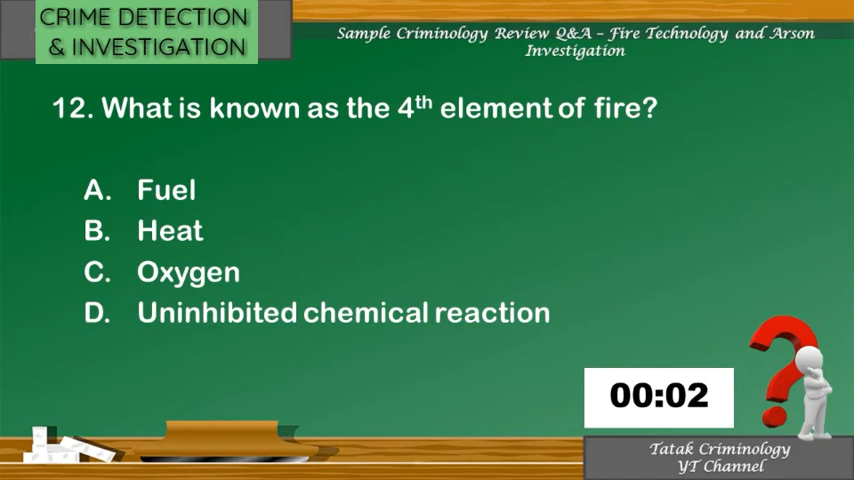 CRIME DETECTION
& INVESTIGATION
Sample Criminology Review Q&A – Fire Technology and Arson
Investigation
12. What is known as the 4th element of fire?
A. Fuel
B. Heat
C. Oxygen
D. Uninhibited chemical reaction
00:02
Tatak Criminology
YT Channel